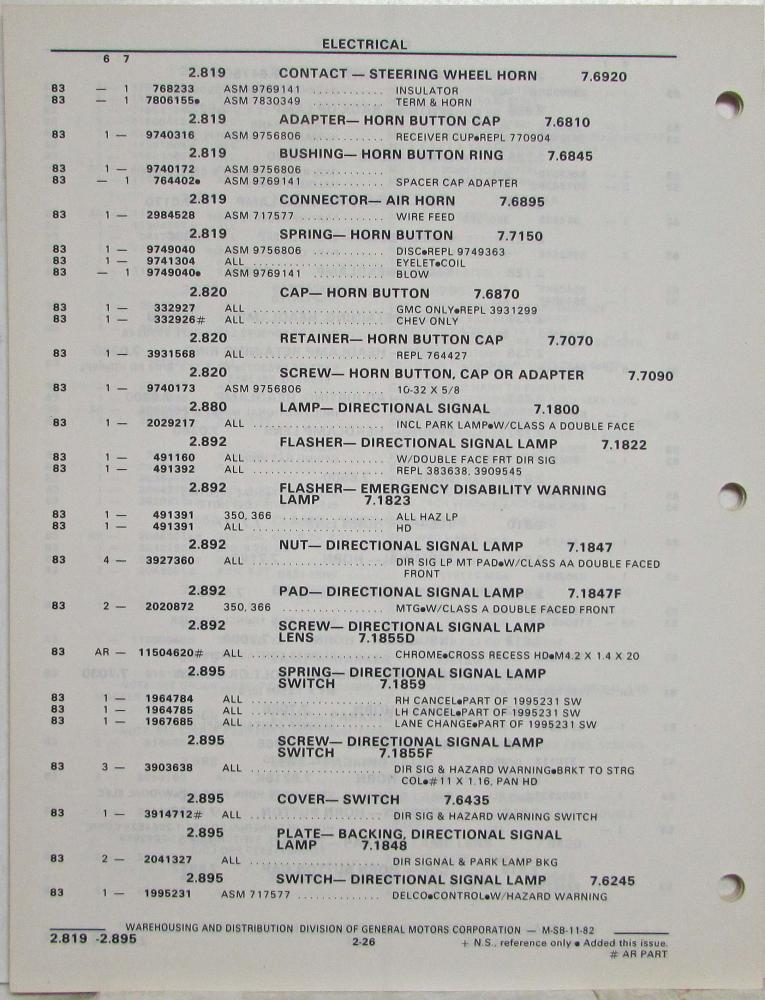 ELECTRICAL
6 7
2.819 CONTACT — STEERING WHEEL HORN 7.6920
83 — 1 768233 ASM 9769141 ............ INSULATOR
83 — 1 7806155● ASM 7830349 ............ TERM & HORN
2.819 ADAPTER— HORN BUTTON CAP 7.6810
83 1 — 9740316 ASM 9756806 ............ RECEIVER CUP●REPL 770904
2.819 BUSHING— HORN BUTTON RING 7.6845
83 1 — 9740172 ASM 9756806 ............
83 — 1 764402● ASM 9769141 ............ SPACER CAP ADAPTER
2.819 CONNECTOR— AIR HORN 7.6895
83 1 — 2984528 ASM 717577 .............. WIRE FEED
2.819 SPRING— HORN BUTTON 7.7150
83 1 — 9749040 ASM 9756806 ............ DISC●REPL 9749363
83 1 — 9741304 ALL ...................... EYELET●COIL
83 — 1 9749040● ASM 9769141 ............ BLOW
2.820 CAP— HORN BUTTON 7.6870
83 1 — 332927 ALL ...................... GMC ONLY●REPL 3931299
83 1 — 332926# ALL ...................... CHEV ONLY
2.820 RETAINER— HORN BUTTON CAP 7.7070
83 1 — 3931568 ALL ...................... REPL 764427
2.820 SCREW— HORN BUTTON, CAP OR ADAPTER 7.7090
83 1 — 9740173 ASM 9756806 ............ 10-32 X 5/8
2.880 LAMP— DIRECTIONAL SIGNAL 7.1800
83 1 — 2029217 ALL ...................... INCL PARK LAMP●W/CLASS A DOUBLE FACE
2.892 FLASHER— DIRECTIONAL SIGNAL LAMP 7.1822
83 1 — 491160 ALL ...................... W/DOUBLE FACE FRT DIR SIG
83 1 — 491392 ALL ...................... REPL 383638, 3909545
2.892 FLASHER— EMERGENCY DISABILITY WARNING
LAMP 7.1823
83 1 — 491391 350, 366 .................. ALL HAZ LP
83 1 — 491391 ALL ...................... HD
2.892 NUT— DIRECTIONAL SIGNAL LAMP 7.1847
83 4 — 3927360 ALL ...................... DIR SIG LP MT PAD●W/CLASS AA DOUBLE FACED
FRONT
2.892 PAD— DIRECTIONAL SIGNAL LAMP 7.1847F
83 2 — 2020872 350, 366 .................. MTG●W/CLASS A DOUBLE FACED FRONT
2.892 SCREW— DIRECTIONAL SIGNAL LAMP
LENS 7.1855D
83 AR — 11504620# ALL ...................... CHROME●CROSS RECESS HD●M4.2 X 1.4 X 20
2.895 SPRING— DIRECTIONAL SIGNAL LAMP
SWITCH 7.1859
83 1 — 1964784 ALL ...................... RH CANCEL●PART OF 1995231 SW
83 1 — 1964785 ALL ...................... LH CANCEL●PART OF 1995231 SW
83 1 — 1967685 ALL ...................... LANE CHANGE●PART OF 1995231 SW
2.895 SCREW— DIRECTIONAL SIGNAL LAMP
SWITCH 7.1855F
83 3 — 3903638 ALL ...................... DIR SIG & HAZARD WARNING●BRKT TO STRG
COL●#11 X 1.16, PAN HD
2.895 COVER— SWITCH 7.6435
83 1 — 3914712# ALL ...................... DIR SIG & HAZARD WARNING SWITCH
2.895 PLATE— BACKING, DIRECTIONAL SIGNAL
LAMP 7.1848
83 2 — 2041327 ALL ...................... DIR SIGNAL & PARK LAMP BKG
2.895 SWITCH— DIRECTIONAL SIGNAL LAMP 7.6245
83 1 — 1995231 ASM 717577 .............. DELCO●CONTROL●W/HAZARD WARNING
WAREHOUSING AND DISTRIBUTION DIVISION OF GENERAL MOTORS CORPORATION — M-SB-11-82
2.819 -2.895 2-26 + N.S., reference only ● Added this issue.
# AR PART